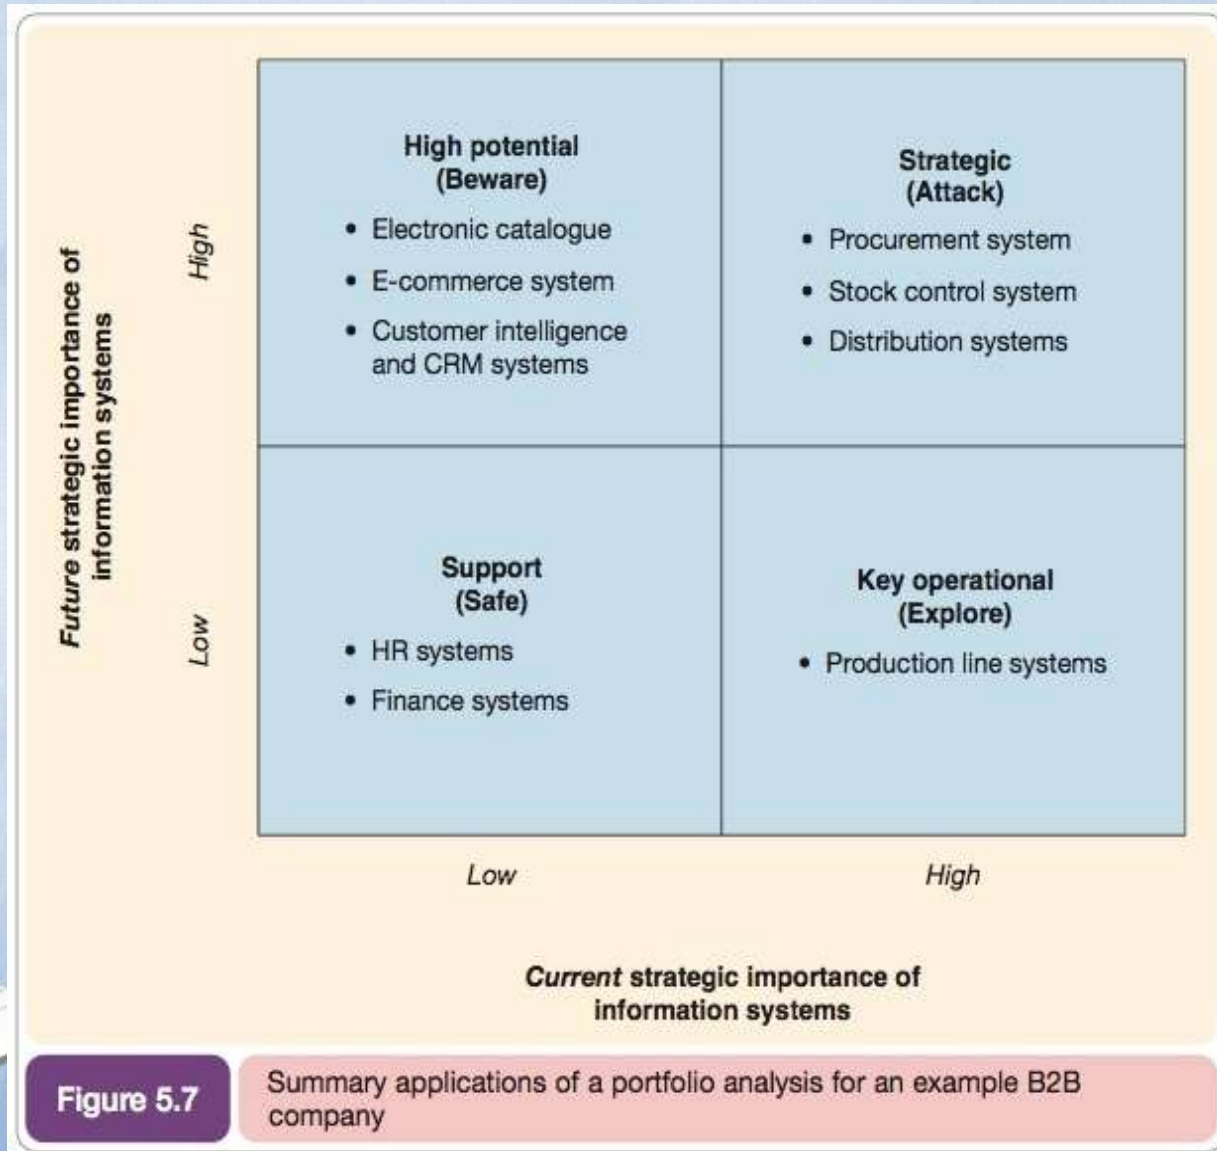 Future strategic importance of
information systems
High
Low
High potential
(Beware)
• Electronic catalogue
• E-commerce system
• Customer intelligence
and CRM systems
Strategic
(Attack)
• Procurement system
• Stock control system
• Distribution systems
Support
(Safe)
• HR systems
• Finance systems
Key operational
(Explore)
• Production line systems
Low
High
Current strategic importance of
information systems
Figure 5.7
Summary applications of a portfolio analysis for an example B2B
company